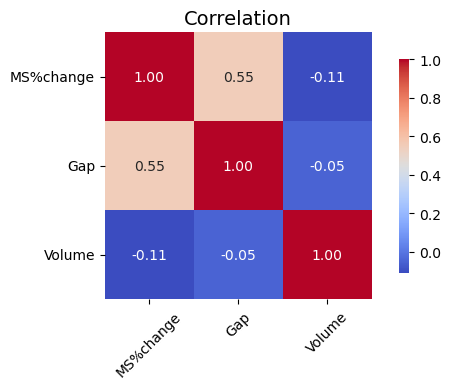 Correlation
MS%change 1.00 0.55 -0.11
Gap 0.55 1.00 -0.05
Volume -0.11 -0.05 1.00
MS%change Gap Volume
1.0
0.8
0.6
0.4
0.2
0.0